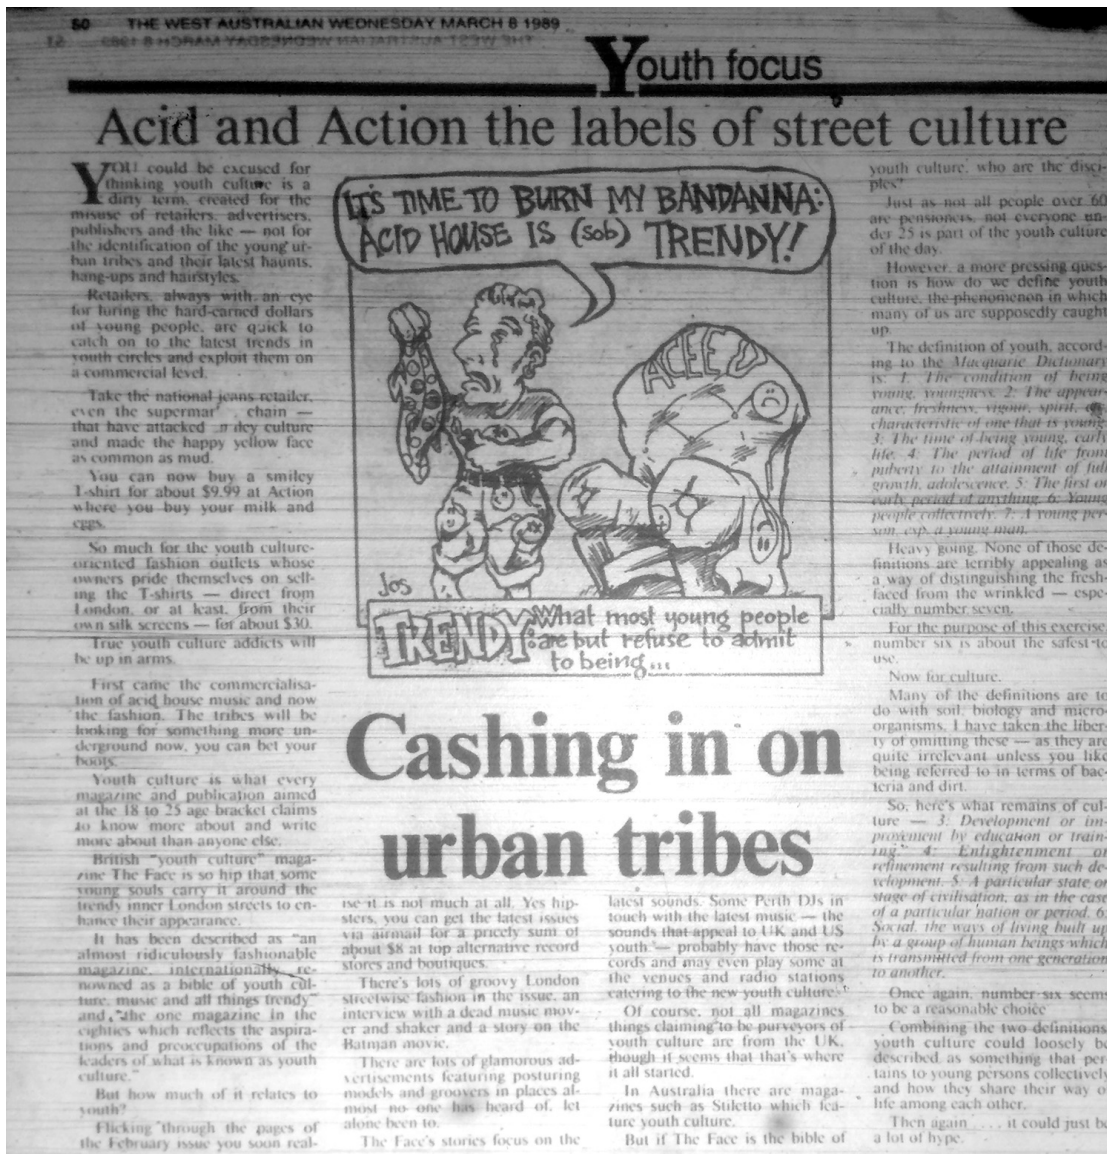 50 THE WEST AUSTRALIAN WEDNESDAY MARCH 8 1989
Youth focus
Acid and Action the labels of street culture
YOU could be excused for
thinking youth culture is a
dirty term, created for the
misuse of retailers, advertisers,
publishers and the like — not for
the identification of the young ur-
ban tribes and their latest haunts,
hang-ups and hairstyles.
Retailers, always with an eye
for luring the hard-earned dollars
of young people, are quick to
catch on to the latest trends in
youth circles and exploit them on
a commercial level.
Take the national jeans retailer,
even the supermar chain —
that have attacked culture
and made the happy yellow face
as common as mud.
You can now buy a smiley
T-shirt for about $9.99 at Action
where you buy your milk and
eggs.
So much for the youth culture-
oriented fashion outlets whose
owners pride themselves on sell-
ing the T-shirts — direct from
London, or at least, from their
own silk screens — for about $30.
True youth culture addicts will
be up in arms.
First came the commercialisa-
tion of acid house music and now
the fashion. The tribes will be
looking for something more un-
derground now, you can bet your
boots.
Youth culture is what every
magazine and publication aimed
at the 18 to 25 age bracket claims
to know more about and write
more about than anyone else.
British "youth culture" maga-
zine The Face is so hip that some
young souls carry it around the
trendy inner London streets to en-
hance their appearance.
It has been described as "an
almost ridiculously fashionable
magazine, internationally re-
nowned as a bible of youth cul-
ture, music and all things trendy"
and "the one magazine in the
eighties which reflects the aspira-
tions and preoccupations of the
leaders of what is known as youth
culture."
But how much of it relates to
youth?
Flicking through the pages of
the February issue you soon real-
IT'S TIME TO BURN MY BANDANNA:
ACID HOUSE IS (sob) TRENDY!
ACIEED
Jos
TRENDY: What most young people
are but refuse to admit
to being...
Cashing in on
urban tribes
ise it is not much at all. Yes hip-
sters, you can get the latest issues
via airmail for a pricely sum of
about $8 at top alternative record
stores and boutiques.
There's lots of groovy London
streetwise fashion in the issue, an
interview with a dead music mov-
er and shaker and a story on the
Batman movie.
There are lots of glamorous ad-
vertisements featuring posturing
models and groovers in places al-
most no one has heard of, let
alone been to.
The Face's stories focus on the
latest sounds. Some Perth DJs in
touch with the latest music — the
sounds that appeal to UK and US
youth — probably have those re-
cords and may even play some at
the venues and radio stations
catering to the new youth culture.
Of course, not all magazines
things claiming to be purveyors of
youth culture are from the UK,
though it seems that that's where
it all started.
In Australia there are maga-
zines such as Stiletto which fea-
ture youth culture.
But if The Face is the bible of
youth culture, who are the disci-
ples?
Just as not all people over 60
are pensioners, not everyone un-
der 25 is part of the youth culture
of the day.
However, a more pressing ques-
tion is how do we define youth
culture, the phenomenon in which
many of us are supposedly caught
up.
The definition of youth, accord-
ing to the Macquarie Dictionary
is: 1. The condition of being
young, youngness. 2: The appear-
ance, freshness, vigour, spirit,
characteristic of one that is young.
3: The time of being young, early
life. 4: The period of life from
puberty to the attainment of full
growth, adolescence. 5: The first or
early period of anything. 6: Young
people collectively. 7: A young per-
son, esp. a young man.
Heavy going. None of those de-
finitions are terribly appealing as
a way of distinguishing the fresh-
faced from the wrinkled — espe-
cially number seven.
For the purpose of this exercise,
number six is about the safest to
use.
Now for culture.
Many of the definitions are to
do with soil, biology and micro-
organisms. I have taken the liber-
ty of omitting these — as they are
quite irrelevant unless you like
being referred to in terms of bac-
teria and dirt.
So, here's what remains of cul-
ture — 3: Development or im-
provement by education or train-
ing. 4: Enlightenment or
refinement resulting from such de-
velopment. 5: A particular state or
stage of civilisation, as in the case
of a particular nation or period. 6:
Social, the ways of living built up
by a group of human beings which
is transmitted from one generation
to another.
Once again, number six seems
to be a reasonable choice
Combining the two definitions
youth culture could loosely be
described as something that per-
tains to young persons collectively
and how they share their way of
life among each other.
Then again . . . it could just be
a lot of hype.